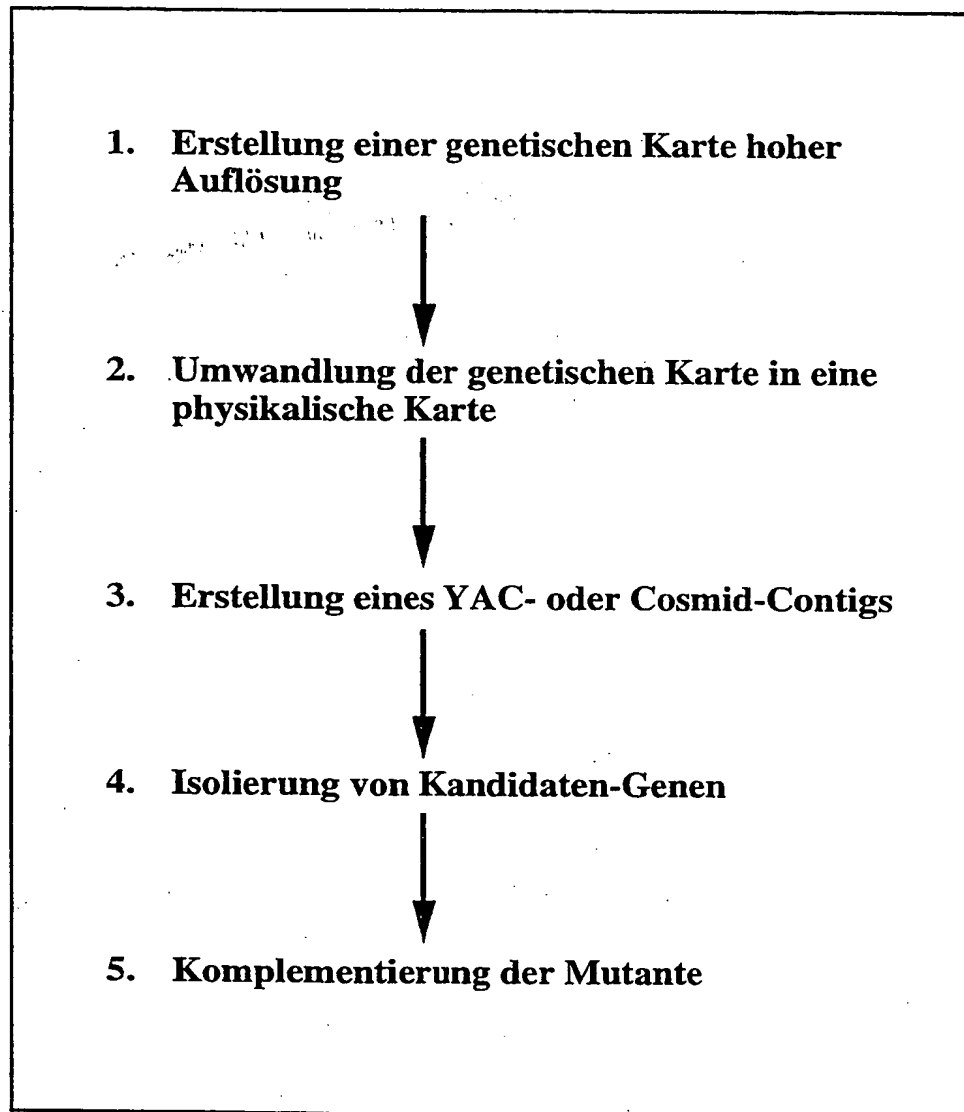 1. Erstellung einer genetischen Karte hoher
Auflösung
2. Umwandlung der genetischen Karte in eine
physikalische Karte
3. Erstellung eines YAC- oder Cosmid-Contigs
4. Isolierung von Kandidaten-Genen
5. Komplementierung der Mutante